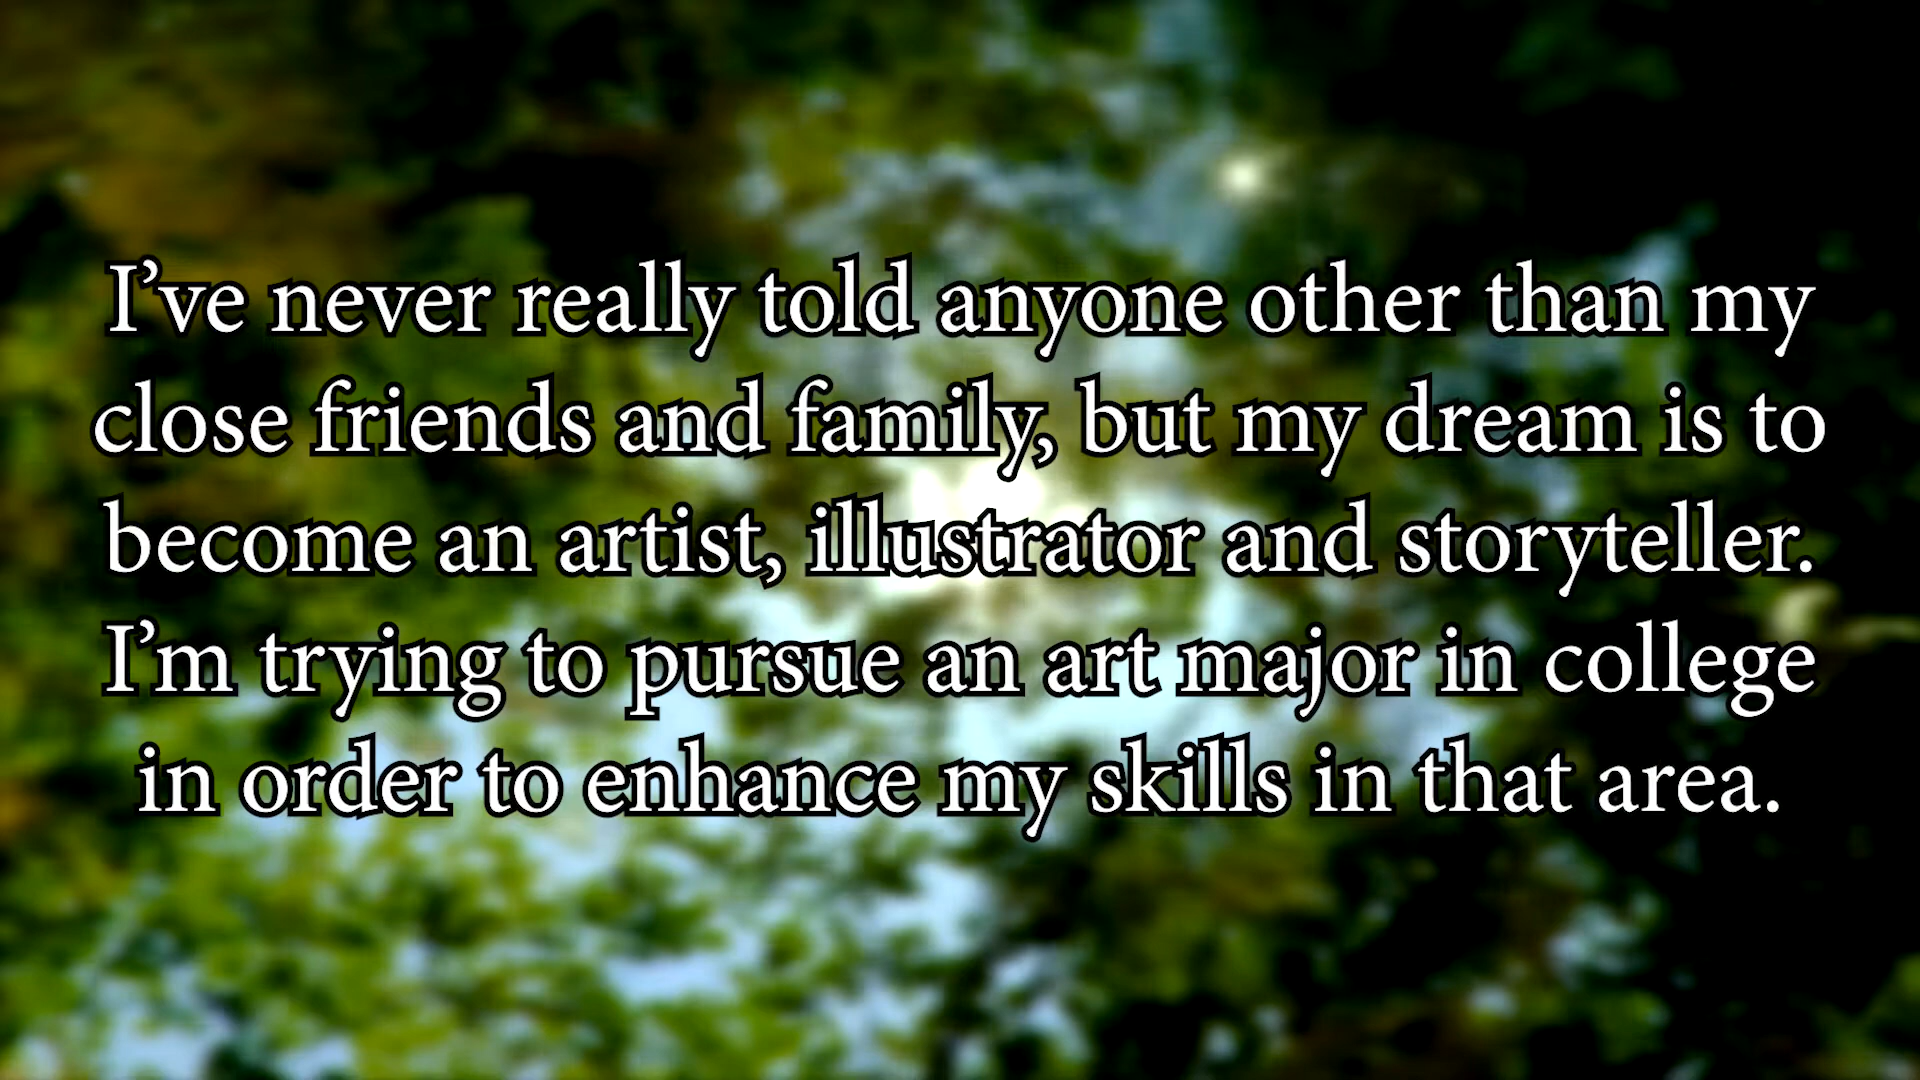 I’ve never really told anyone other than my
close friends and family, but my dream is to
become an artist, illustrator and storyteller.
I’m trying to pursue an art major in college
in order to enhance my skills in that area.